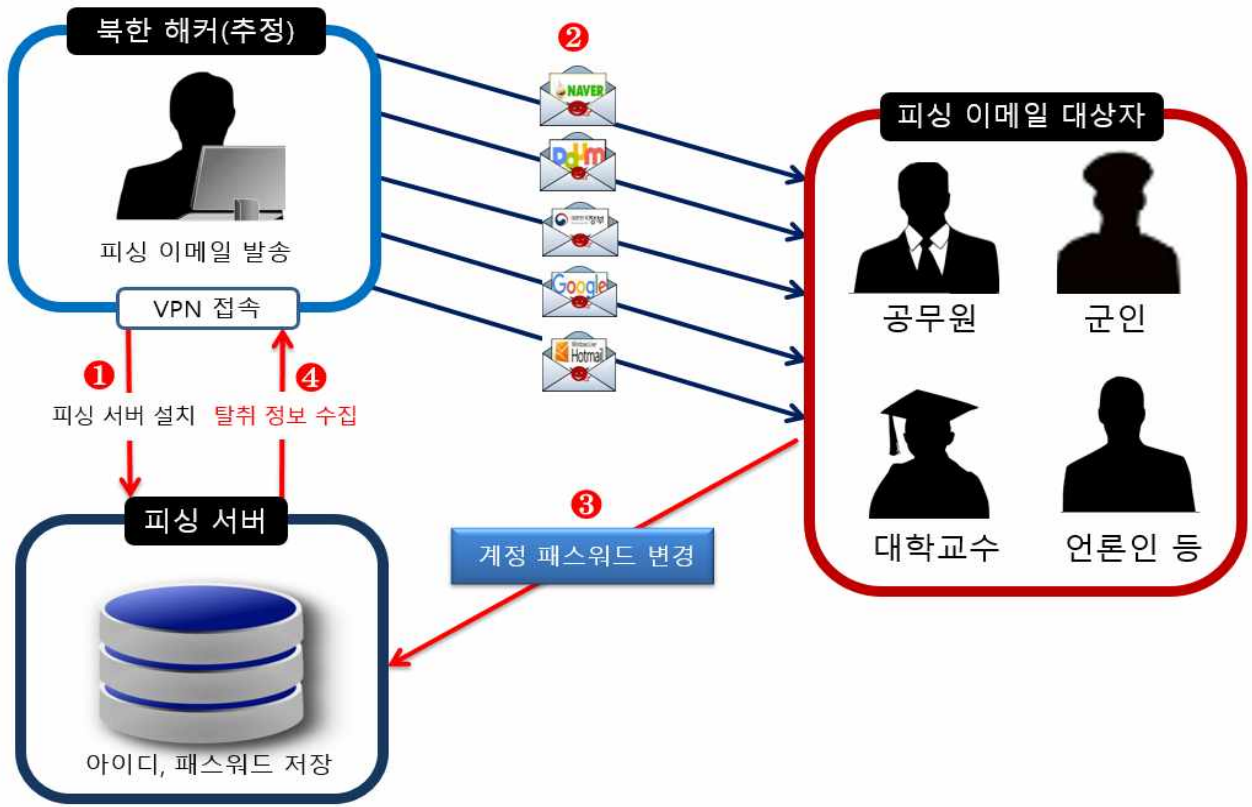 북한 해커(추정)
피싱 이메일 발송
VPN 접속
❷
NAVER
Daum
Google
Hotmail
피싱 이메일 대상자
공무원
군인
대학교수
언론인 등
❶
피싱 서버 설치
❹
탈취 정보 수집
❸
계정 패스워드 변경
피싱 서버
아이디, 패스워드 저장